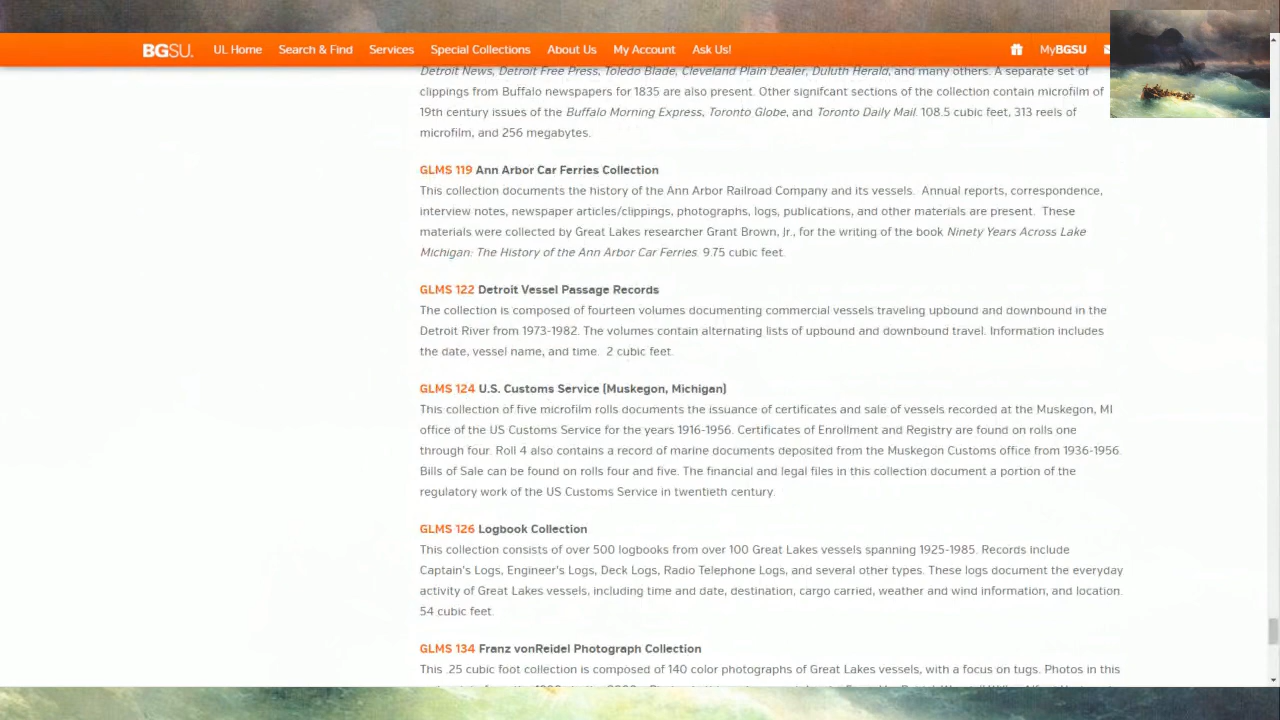 BGSU. UL Home Search & Find Services Special Collections About Us My Account Ask Us! MyBGSU
Detroit News, Detroit Free Press, Toledo Blade, Cleveland Plain Dealer, Duluth Herald, and many others. A separate set of
clippings from Buffalo newspapers for 1835 are also present. Other signifcant sections of the collection contain microfilm of
19th century issues of the Buffalo Morning Express, Toronto Globe, and Toronto Daily Mail. 108.5 cubic feet, 313 reels of
microfilm, and 256 megabytes.
GLMS 119 Ann Arbor Car Ferries Collection
This collection documents the history of the Ann Arbor Railroad Company and its vessels. Annual reports, correspondence,
interview notes, newspaper articles/clippings, photographs, logs, publications, and other materials are present. These
materials were collected by Great Lakes researcher Grant Brown, Jr., for the writing of the book Ninety Years Across Lake
Michigan: The History of the Ann Arbor Car Ferries. 9.75 cubic feet.
GLMS 122 Detroit Vessel Passage Records
The collection is composed of fourteen volumes documenting commercial vessels traveling upbound and downbound in the
Detroit River from 1973-1982. The volumes contain alternating lists of upbound and downbound travel. Information includes
the date, vessel name, and time. 2 cubic feet.
GLMS 124 U.S. Customs Service (Muskegon, Michigan)
This collection of five microfilm rolls documents the issuance of certificates and sale of vessels recorded at the Muskegon, MI
office of the US Customs Service for the years 1916-1956. Certificates of Enrollment and Registry are found on rolls one
through four. Roll 4 also contains a record of marine documents deposited from the Muskegon Customs office from 1936-1956.
Bills of Sale can be found on rolls four and five. The financial and legal files in this collection document a portion of the
regulatory work of the US Customs Service in twentieth century.
GLMS 126 Logbook Collection
This collection consists of over 500 logbooks from over 100 Great Lakes vessels spanning 1925-1985. Records include
Captain's Logs, Engineer's Logs, Deck Logs, Radio Telephone Logs, and several other types. These logs document the everyday
activity of Great Lakes vessels, including time and date, destination, cargo carried, weather and wind information, and location.
54 cubic feet.
GLMS 134 Franz vonReidel Photograph Collection
This .25 cubic foot collection is composed of 140 color photographs of Great Lakes vessels, with a focus on tugs. Photos in this